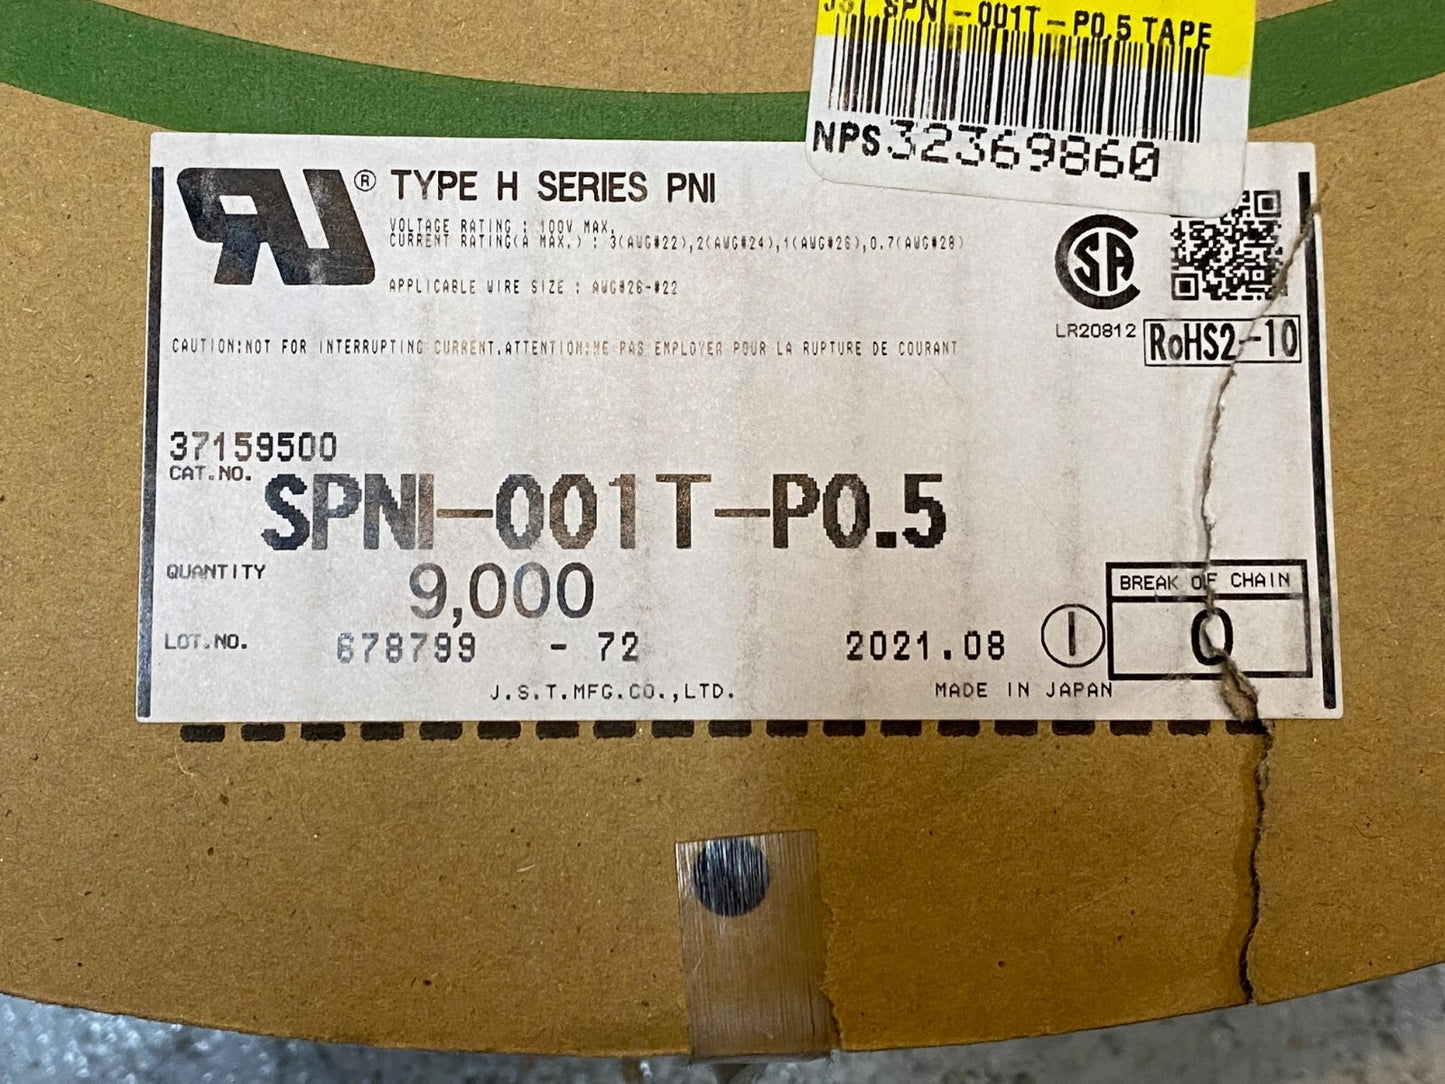 JST SPNI-001T-P0.5 TAPE
NPS32369860
® TYPE H SERIES PNI
VOLTAGE RATING : 100V MAX.
CURRENT RATING(A MAX.) : 3(AWG#22),2(AWG#24),1(AWG#26),0.7(AWG#28)
APPLICABLE WIRE SIZE : AWG#26-#22
LR20812
RoHS2-10
CAUTION:NOT FOR INTERRUPTING CURRENT.ATTENTION:NE PAS EMPLOYER POUR LA RUPTURE DE COURANT
37159500
CAT.NO. SPNI-001T-P0.5
QUANTITY 9,000
BREAK OF CHAIN
0
LOT.NO. 678799 - 72 2021.08 1
J.S.T.MFG.CO.,LTD. MADE IN JAPAN